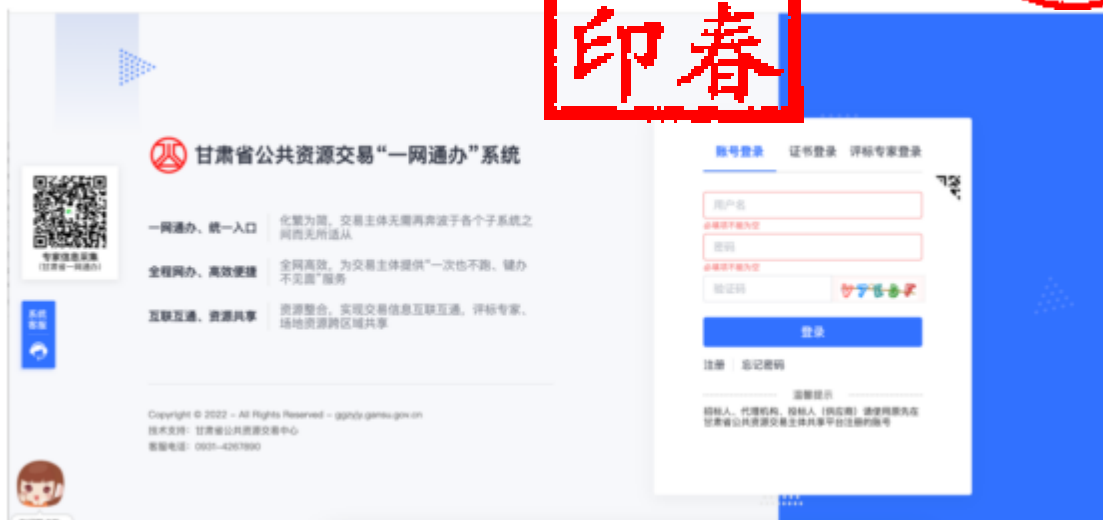 印春
甘肃省公共资源交易“一网通办”系统
一网通办、统一入口
化繁为简，交易主体无需再奔波于各个子系统之
间而无所适从
全程网办、高效便捷
全网高效，为交易主体提供“一次也不跑、键办
不见面”服务
互联互通、资源共享
资源整合，实现交易信息互联互通，评标专家、
场地资源跨区域共享
专家信息采集
(甘肃省一网通办)
系统
客服
Copyright © 2022 - All Rights Reserved - ggzyjy.gansu.gov.cn
技术支持：甘肃省公共资源交易中心
客服电话：0931-4267890
账号登录 证书登录 评标专家登录
用户名
必填项不能为空
密码
必填项不能为空
验证码
登录
注册 忘记密码
温馨提示
招标人、代理机构、投标人（供应商）请使用原先在
甘肃省公共资源交易主体共享平台注册的账号